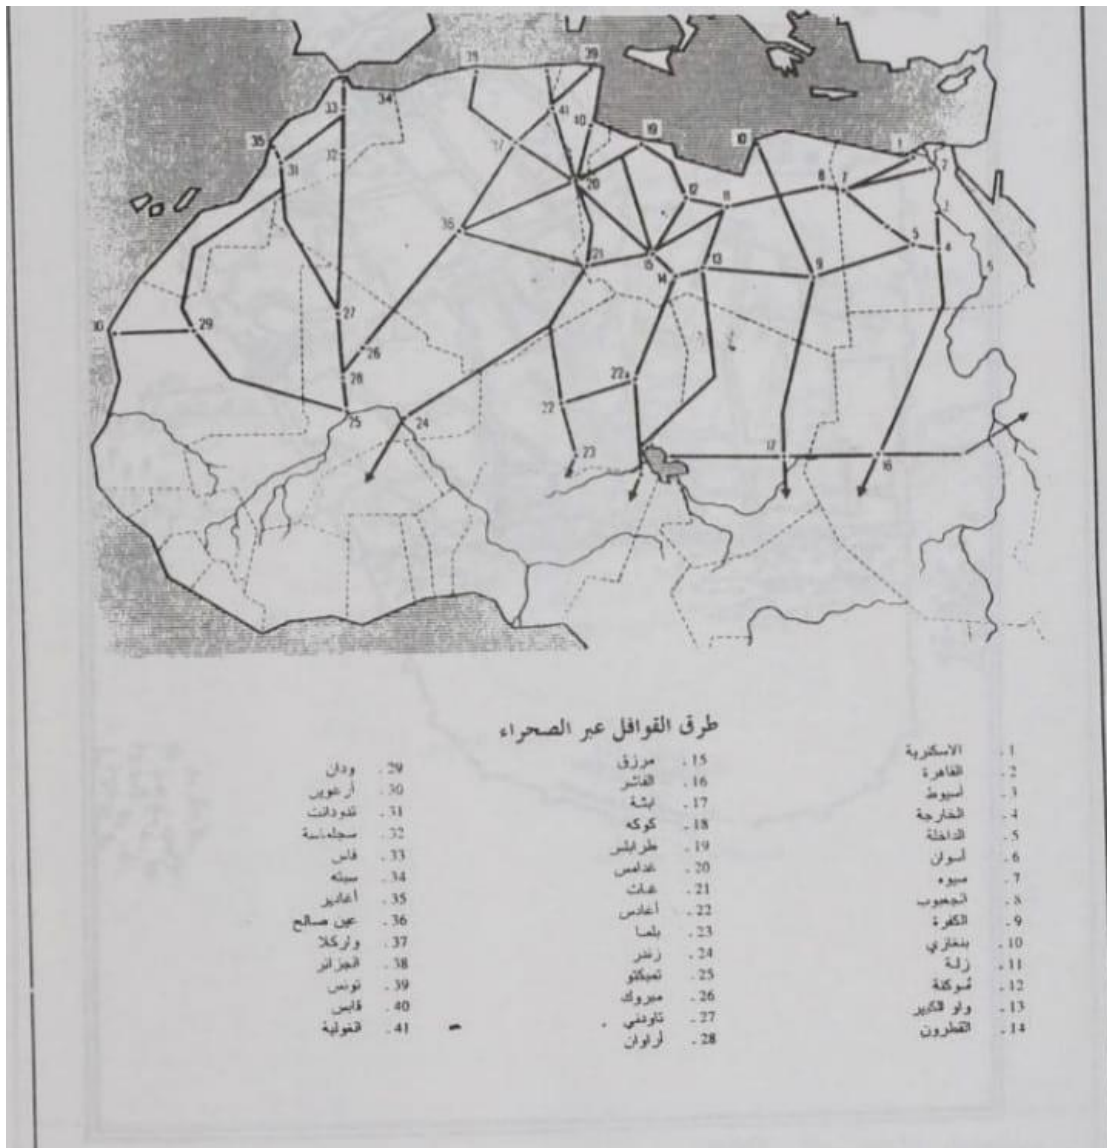 طرق القوافل عبر الصحراء
1. الاسكندرية
2. القاهرة
3. أسيوط
4. الخارجة
5. الداخلة
6. أسوان
7. سيوه
8. الجغبوب
9. الكفرة
10. بنغازي
11. زلة
12. سوكنة
13. واو الكبير
14. القطرون
15. مرزق
16. الفاشر
17. ابشة
18. كوكه
19. طرابلس
20. غدامس
21. غات
22. أغادس
23. بلما
24. زندر
25. تمبكتو
26. مبروك
27. تاودني
28. أراوان
29. ودان
30. أرغوين
31. تدودانت
32. سجلماسة
33. فاس
34. سبته
35. أغادير
36. عين صالح
37. واركلا
38. الجزائر
39. تونس
40. قابس
41. الغولية